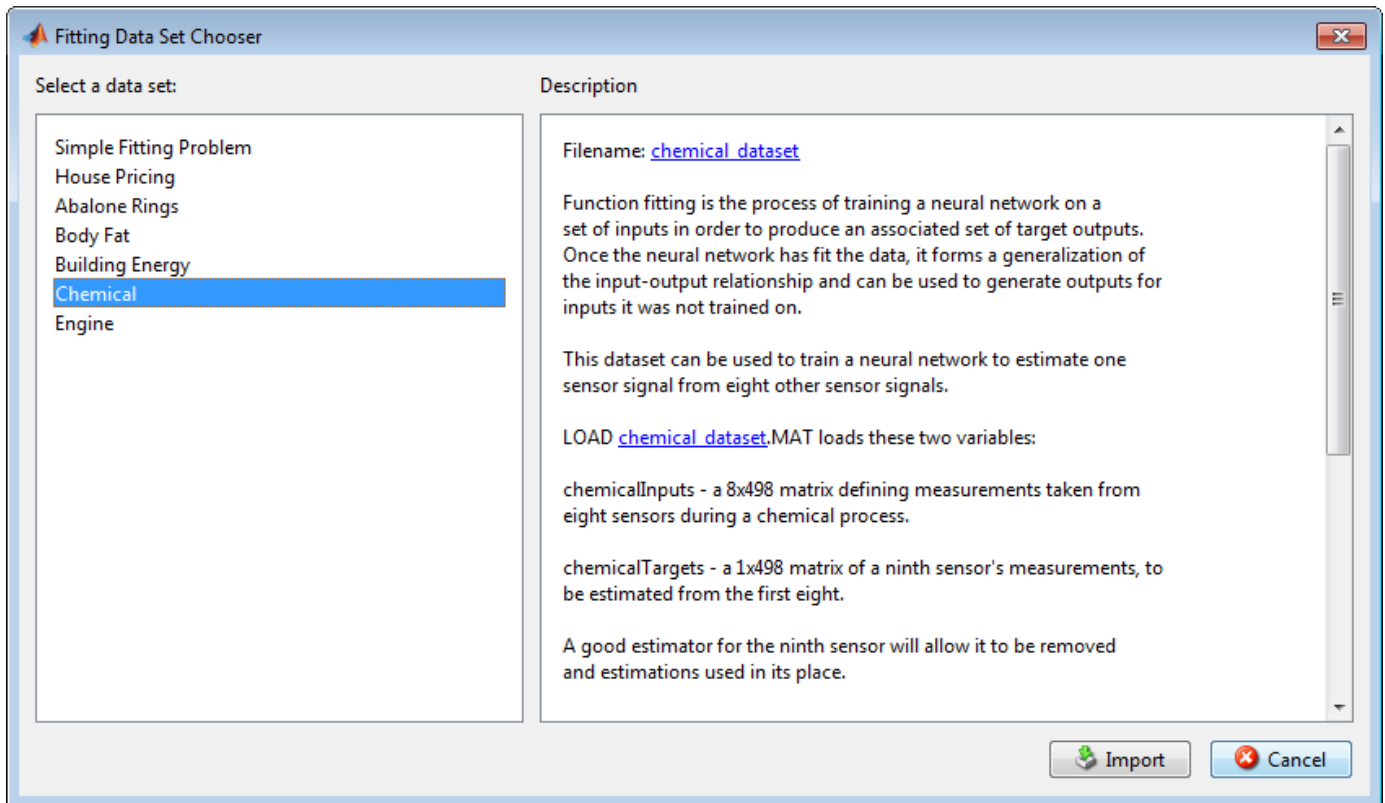 Fitting Data Set Chooser
Select a data set:
Description
Simple Fitting Problem
House Pricing
Abalone Rings
Body Fat
Building Energy
Chemical
Engine
Filename: chemical_dataset
Function fitting is the process of training a neural network on a
set of inputs in order to produce an associated set of target outputs.
Once the neural network has fit the data, it forms a generalization of
the input-output relationship and can be used to generate outputs for
inputs it was not trained on.
This dataset can be used to train a neural network to estimate one
sensor signal from eight other sensor signals.
LOAD chemical_dataset.MAT loads these two variables:
chemicalInputs - a 8x498 matrix defining measurements taken from
eight sensors during a chemical process.
chemicalTargets - a 1x498 matrix of a ninth sensor's measurements, to
be estimated from the first eight.
A good estimator for the ninth sensor will allow it to be removed
and estimations used in its place.
Import
Cancel